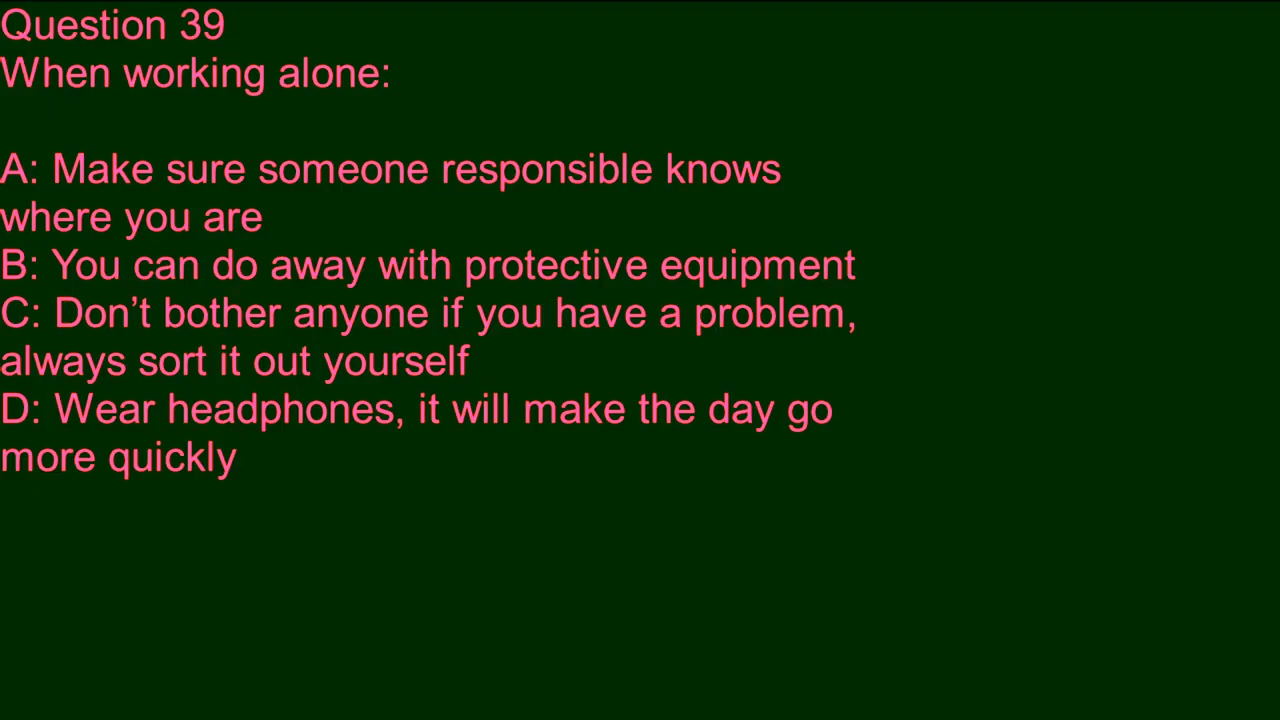 Question 39
When working alone:
A: Make sure someone responsible knows
where you are
B: You can do away with protective equipment
C: Don’t bother anyone if you have a problem,
always sort it out yourself
D: Wear headphones, it will make the day go
more quickly